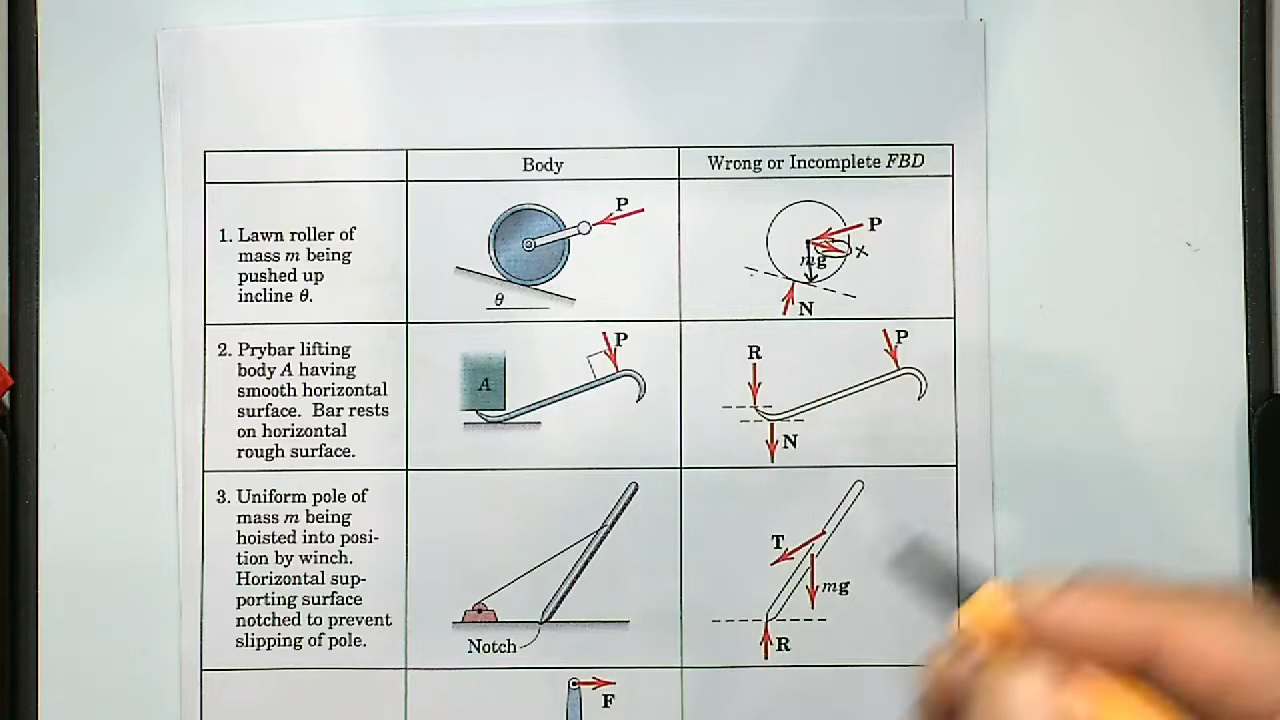 Body
Wrong or Incomplete FBD
1. Lawn roller of
mass m being
pushed up
incline θ.
P
θ
P
mg
x
N
2. Prybar lifting
body A having
smooth horizontal
surface. Bar rests
on horizontal
rough surface.
P
A
R
P
N
3. Uniform pole of
mass m being
hoisted into posi-
tion by winch.
Horizontal sup-
porting surface
notched to prevent
slipping of pole.
Notch
T
mg
R
F